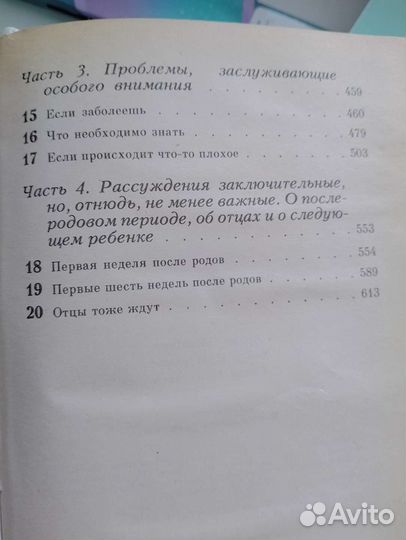 Часть 3. Проблемы, заслуживающие
особого внимания . . . . . . . . . . 459
15 Если заболеешь . . . . . . . . . . 460
16 Что необходимо знать . . . . . . . . 479
17 Если происходит что-то плохое . . . . . . 503
Часть 4. Рассуждения заключительные,
но, отнюдь, не менее важные. О после-
родовом периоде, об отцах и о следую-
щем ребенке . . . . . . . . . . . 553
18 Первая неделя после родов . . . . . . . 554
19 Первые шесть недель после родов . . . . . 589
20 Отцы тоже ждут . . . . . . . . . . 613
Avito